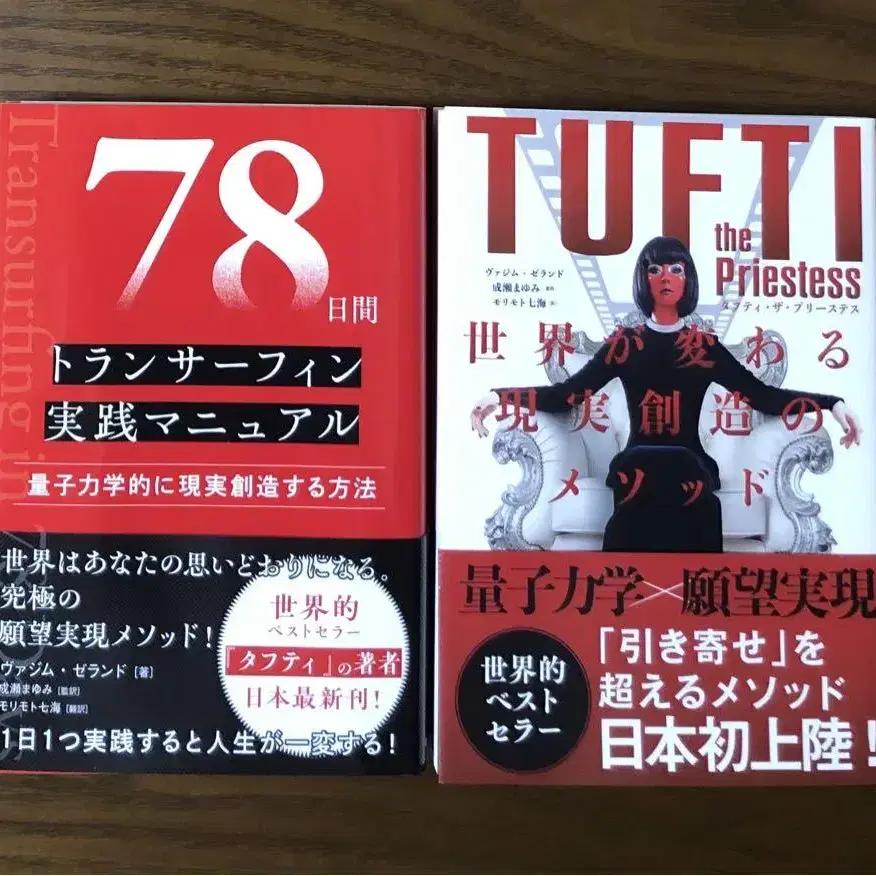 78
日間
トランサーフィン
実践マニュアル
量子力学的に現実創造する方法
世界はあなたの思いどおりになる。
究極の
願望実現メソッド!
ヴァジム・ゼランド [著]
成瀬まゆみ [監訳]
モリモト七海 [翻訳]
世界的
ベストセラー
『タフティ』の著者
日本最新刊!
1日1つ実践すると人生が一変する!
Transurfing in 78 Days
TUFTI
the
Priestess
タフティ・ザ・プリーステス
ヴァジム・ゼランド
成瀬まゆみ
モリモト七海
世界が変わる
現実創造の
メソッド
量子力学×願望実現
世界的
ベスト
セラー
「引き寄せ」を
超えるメソッド
日本初上陸!